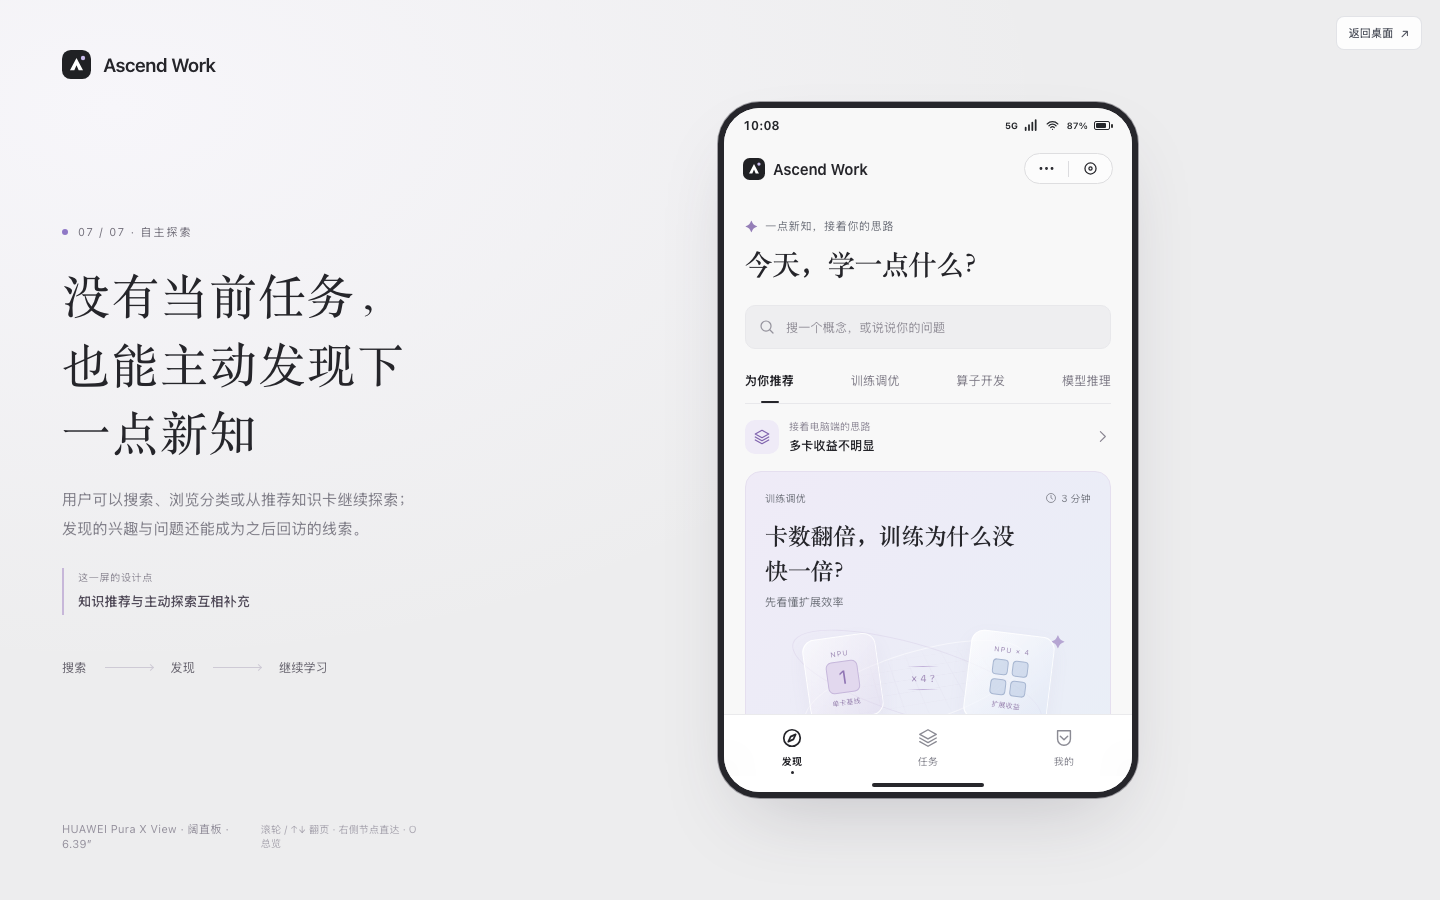 Ascend Work
返回桌面
07 / 07 · 自主探索
没有当前任务，
也能主动发现下
一点新知
用户可以搜索、浏览分类或从推荐知识卡继续探索；
发现的兴趣与问题还能成为之后回访的线索。
这一屏的设计点
知识推荐与主动探索互相补充
搜索 发现 继续学习
HUAWEI Pura X View · 阔直板 ·
6.39″
滚轮 / ↑↓ 翻页 · 右侧节点直达 · O
总览
10:08
5G 87%
Ascend Work
一点新知，接着你的思路
今天，学一点什么？
搜一个概念，或说说你的问题
为你推荐 训练调优 算子开发 模型推理
接着电脑端的思路
多卡收益不明显
训练调优 3 分钟
卡数翻倍，训练为什么没
快一倍？
先看懂扩展效率
NPU
1
单卡基线
× 4 ?
NPU × 4
扩展收益
发现 任务 我的